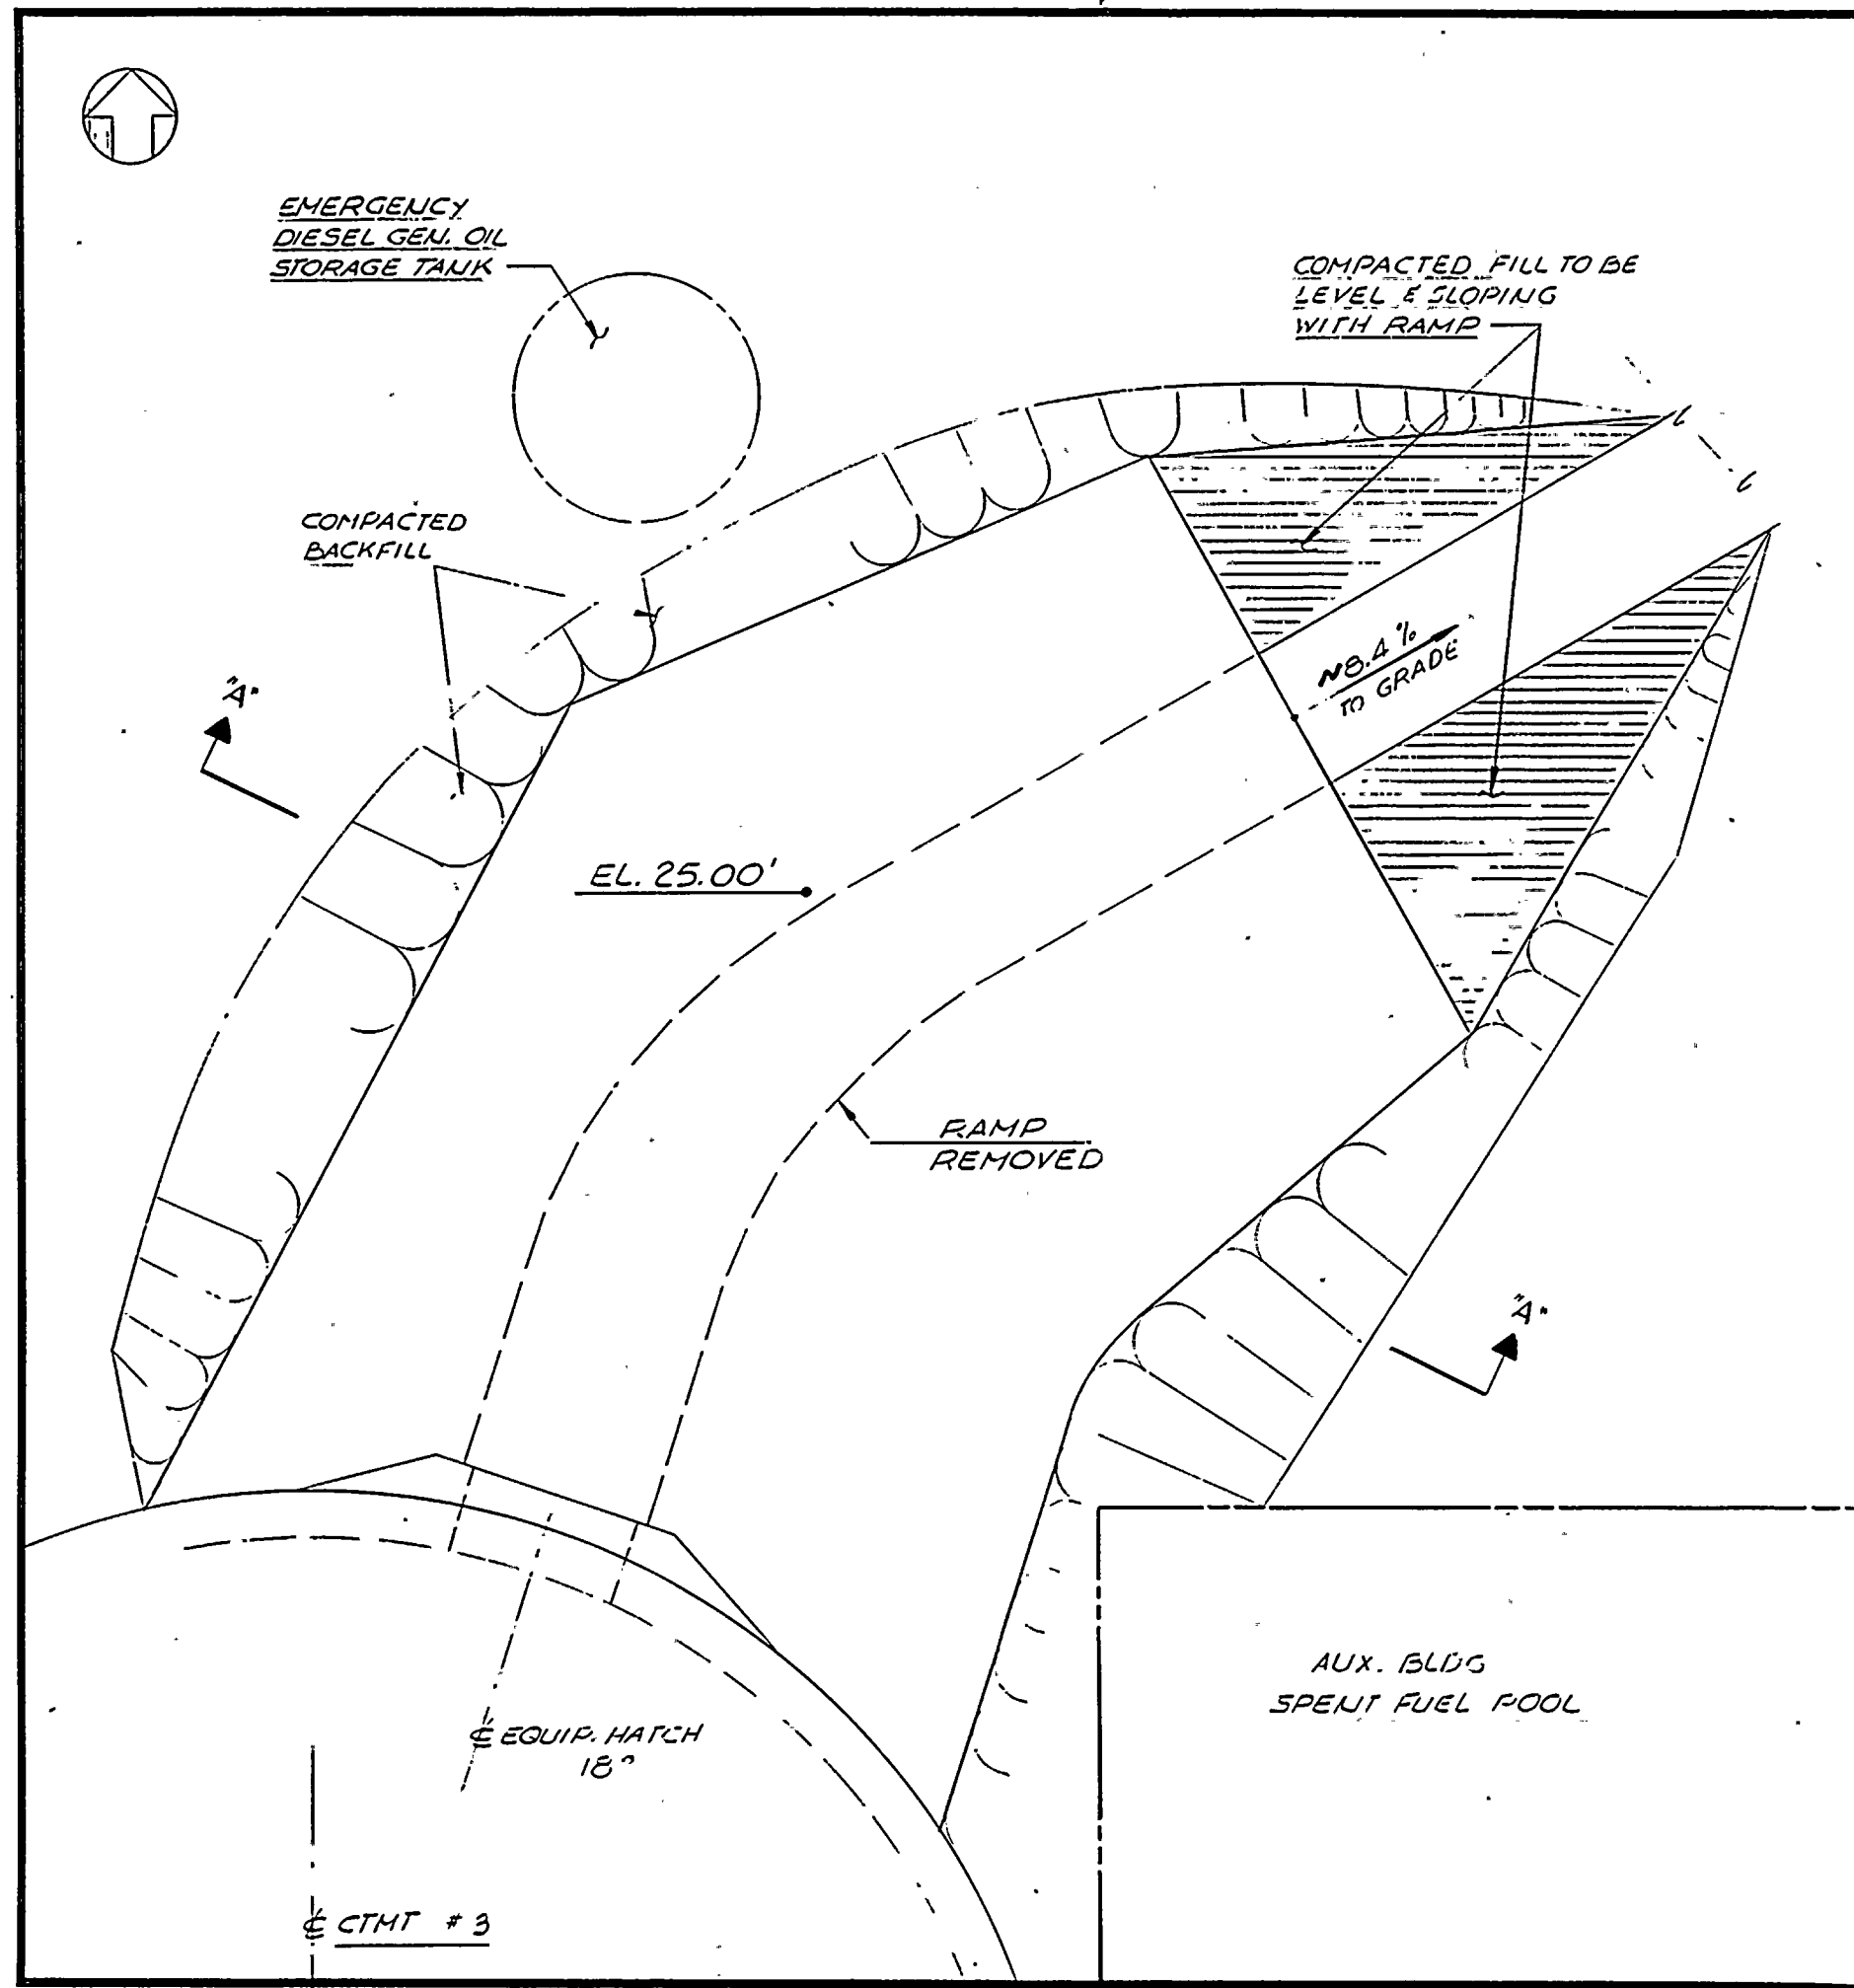 EMERGENCY
DIESEL GEN. OIL
STORAGE TANK
COMPACTED FILL TO BE
LEVEL & SLOPING
WITH RAMP
COMPACTED
BACKFILL
"A"
~8.4%
TO GRADE
EL. 25.00'
RAMP
REMOVED
"A"
AUX. BLDG
SPENT FUEL POOL
℄ EQUIP. HATCH
18°
℄ CTMT #3